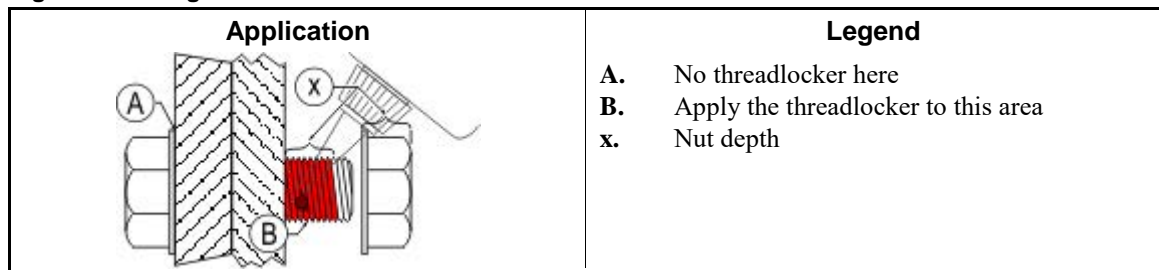 Application
A
x
B
Legend
A. No threadlocker here
B. Apply the threadlocker to this area
x. Nut depth